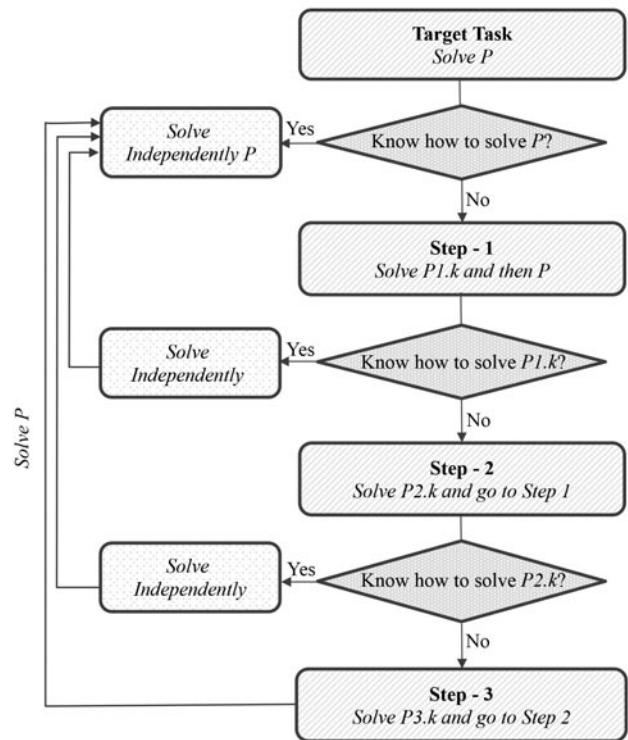 Target Task
Solve P
Solve
Independently P
Yes
Know how to solve P?
No
Step - 1
Solve P1.k and then P
Solve
Independently
Yes
Know how to solve P1.k?
No
Step - 2
Solve P2.k and go to Step 1
Solve P
Solve
Independently
Yes
Know how to solve P2.k?
No
Step - 3
Solve P3.k and go to Step 2